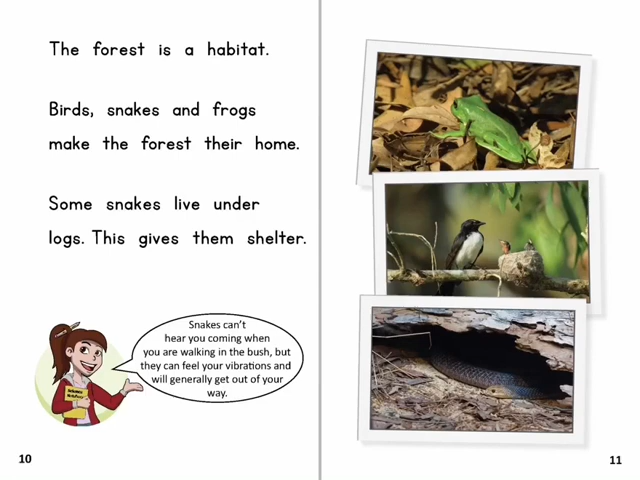 The forest is a habitat.
Birds, snakes and frogs
make the forest their home.
Some snakes live under
logs. This gives them shelter.
Snakes can't
hear you coming when
you are walking in the bush, but
they can feel your vibrations and
will generally get out of your
way.
10
11